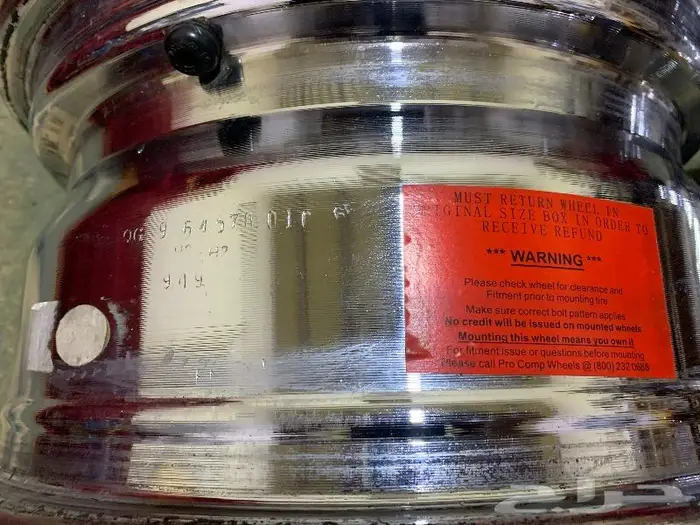 949
MUST RETURN WHEEL IN
ORIGINAL SIZE BOX IN ORDER TO
RECEIVE REFUND
*** WARNING ***
Please check wheel for clearance and
Fitment prior to mounting tire
Make sure correct bolt pattern applies
No credit will be issued on mounted wheels
Mounting this wheel means you own it
For fitment issue or questions before mounting
Please call Pro Comp Wheels @ (800) 232 0655
حراج